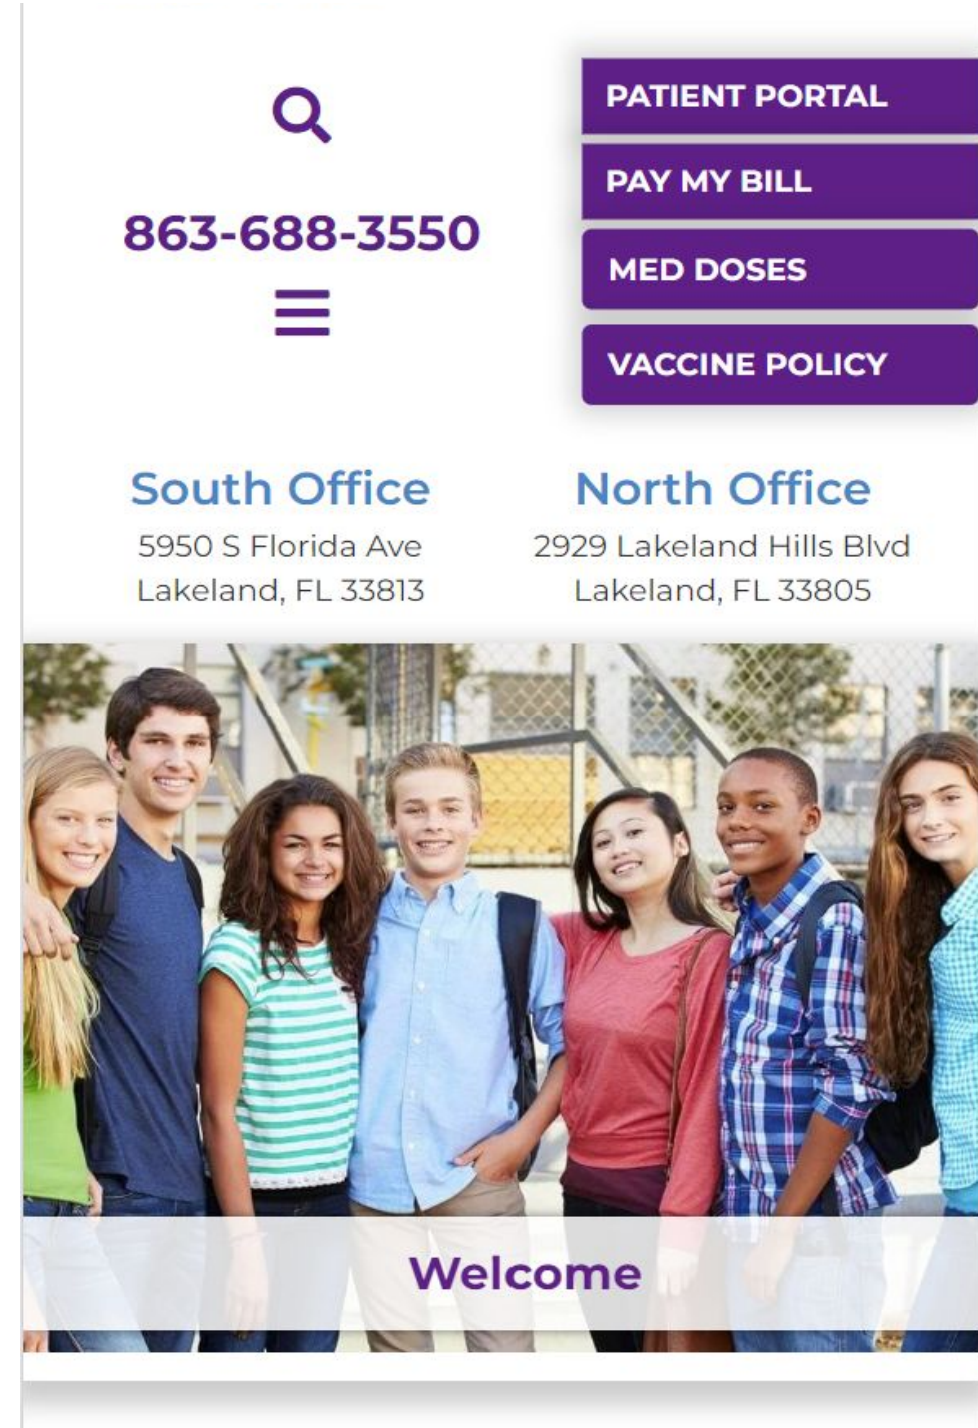 863-688-3550
PATIENT PORTAL
PAY MY BILL
MED DOSES
VACCINE POLICY
South Office
5950 S Florida Ave
Lakeland, FL 33813
North Office
2929 Lakeland Hills Blvd
Lakeland, FL 33805
Welcome